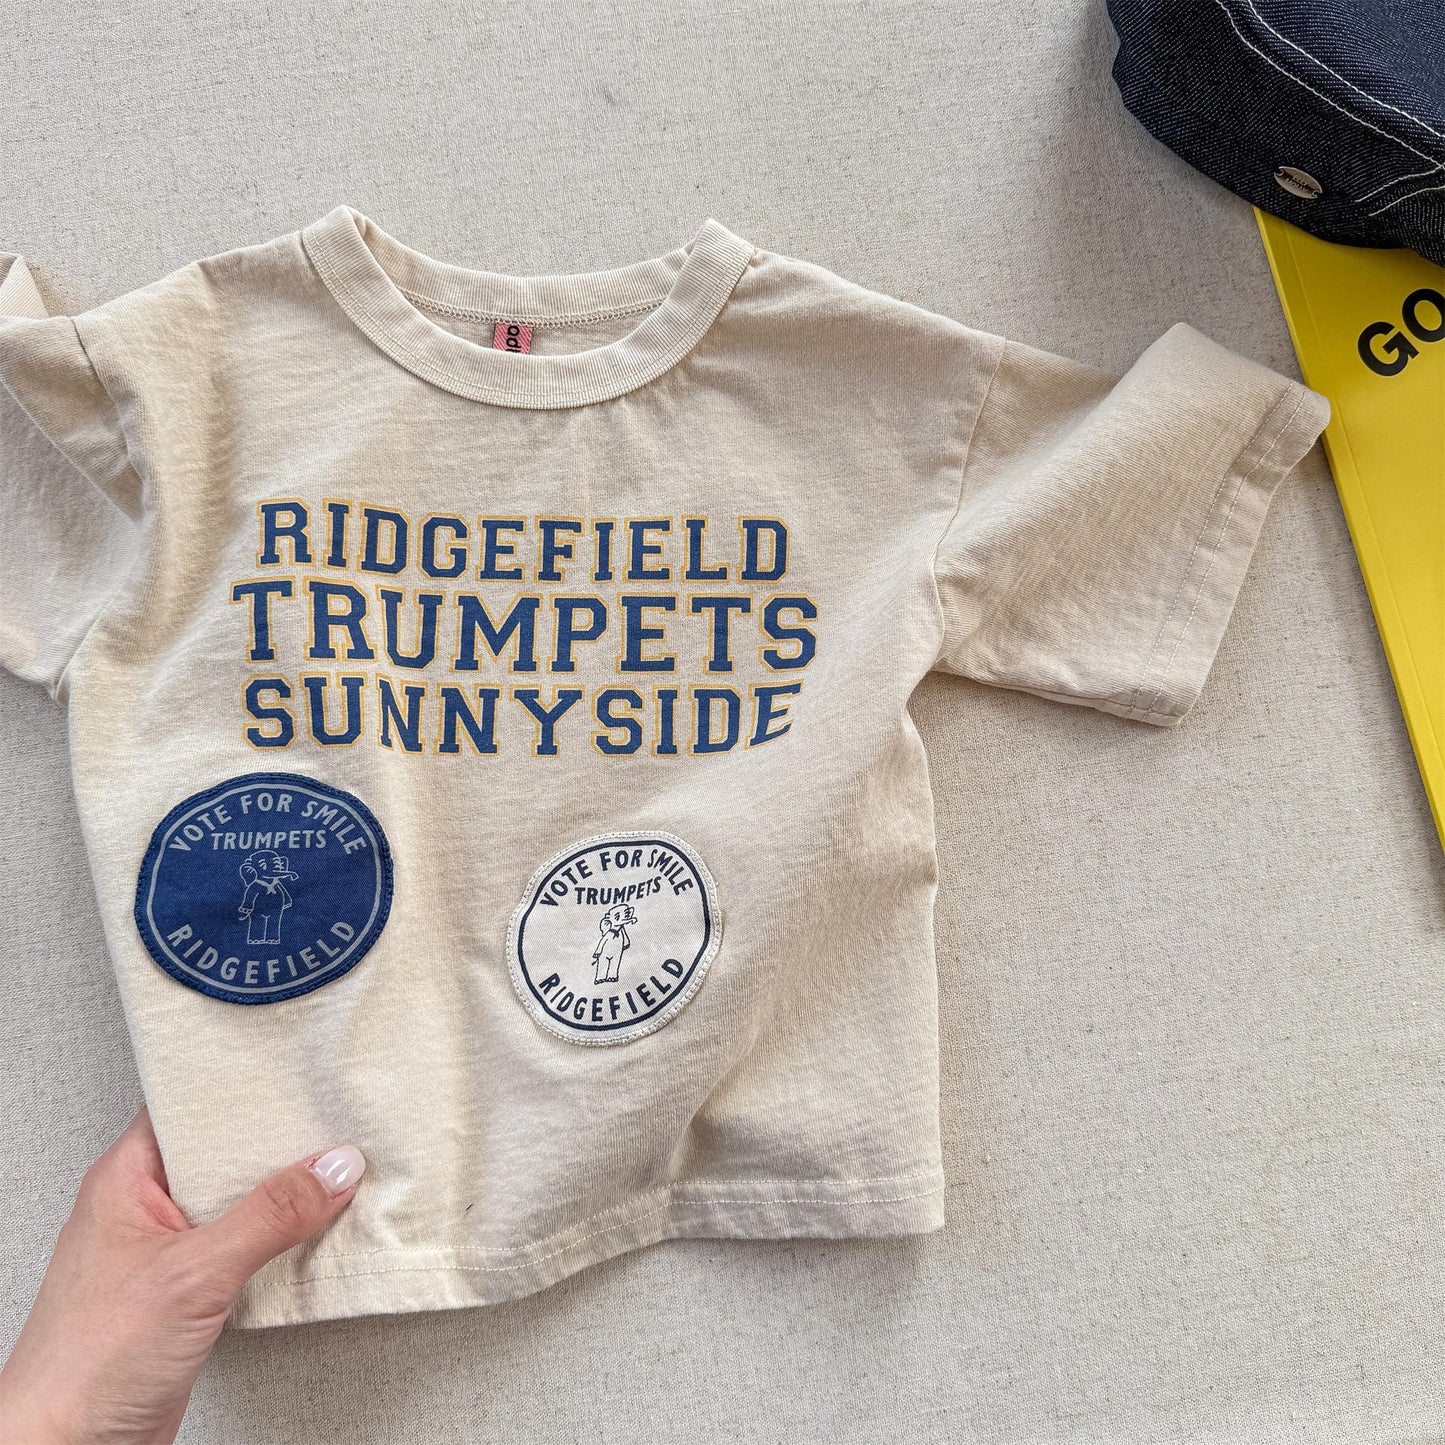 RIDGEFIELD
TRUMPETS
SUNNYSIDE
VOTE FOR SMILE
TRUMPETS
RIDGEFIELD
VOTE FOR SMILE
TRUMPETS
RIDGEFIELD
GO